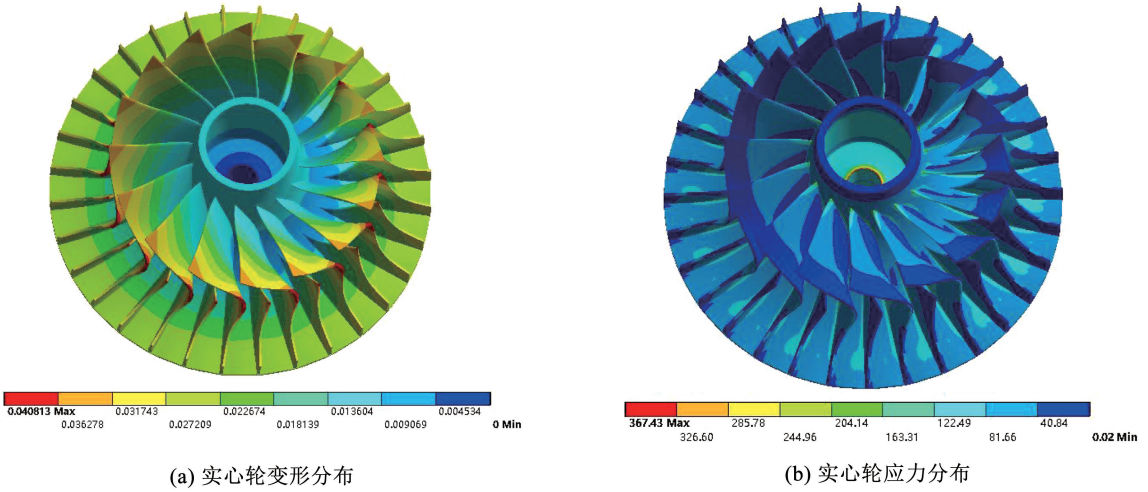 0.040813 Max 0.031743 0.022674 0.013604 0.004534
0.036278 0.027209 0.018139 0.009069 0 Min
(a) 实心轮变形分布
367.43 Max 285.78 204.14 122.49 40.84
326.60 244.96 163.31 81.66 0.02 Min
(b) 实心轮应力分布